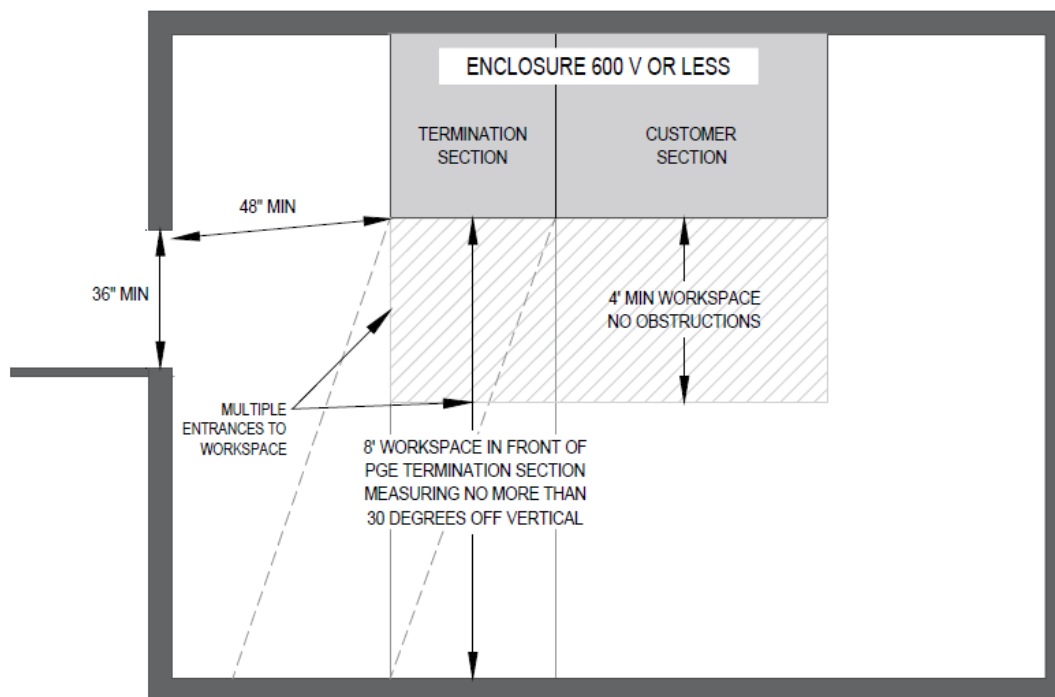 ENCLOSURE 600 V OR LESS
TERMINATION
SECTION
CUSTOMER
SECTION
48" MIN
36" MIN
4' MIN WORKSPACE
NO OBSTRUCTIONS
MULTIPLE
ENTRANCES TO
WORKSPACE
8' WORKSPACE IN FRONT OF
PGE TERMINATION SECTION
MEASURING NO MORE THAN
30 DEGREES OFF VERTICAL